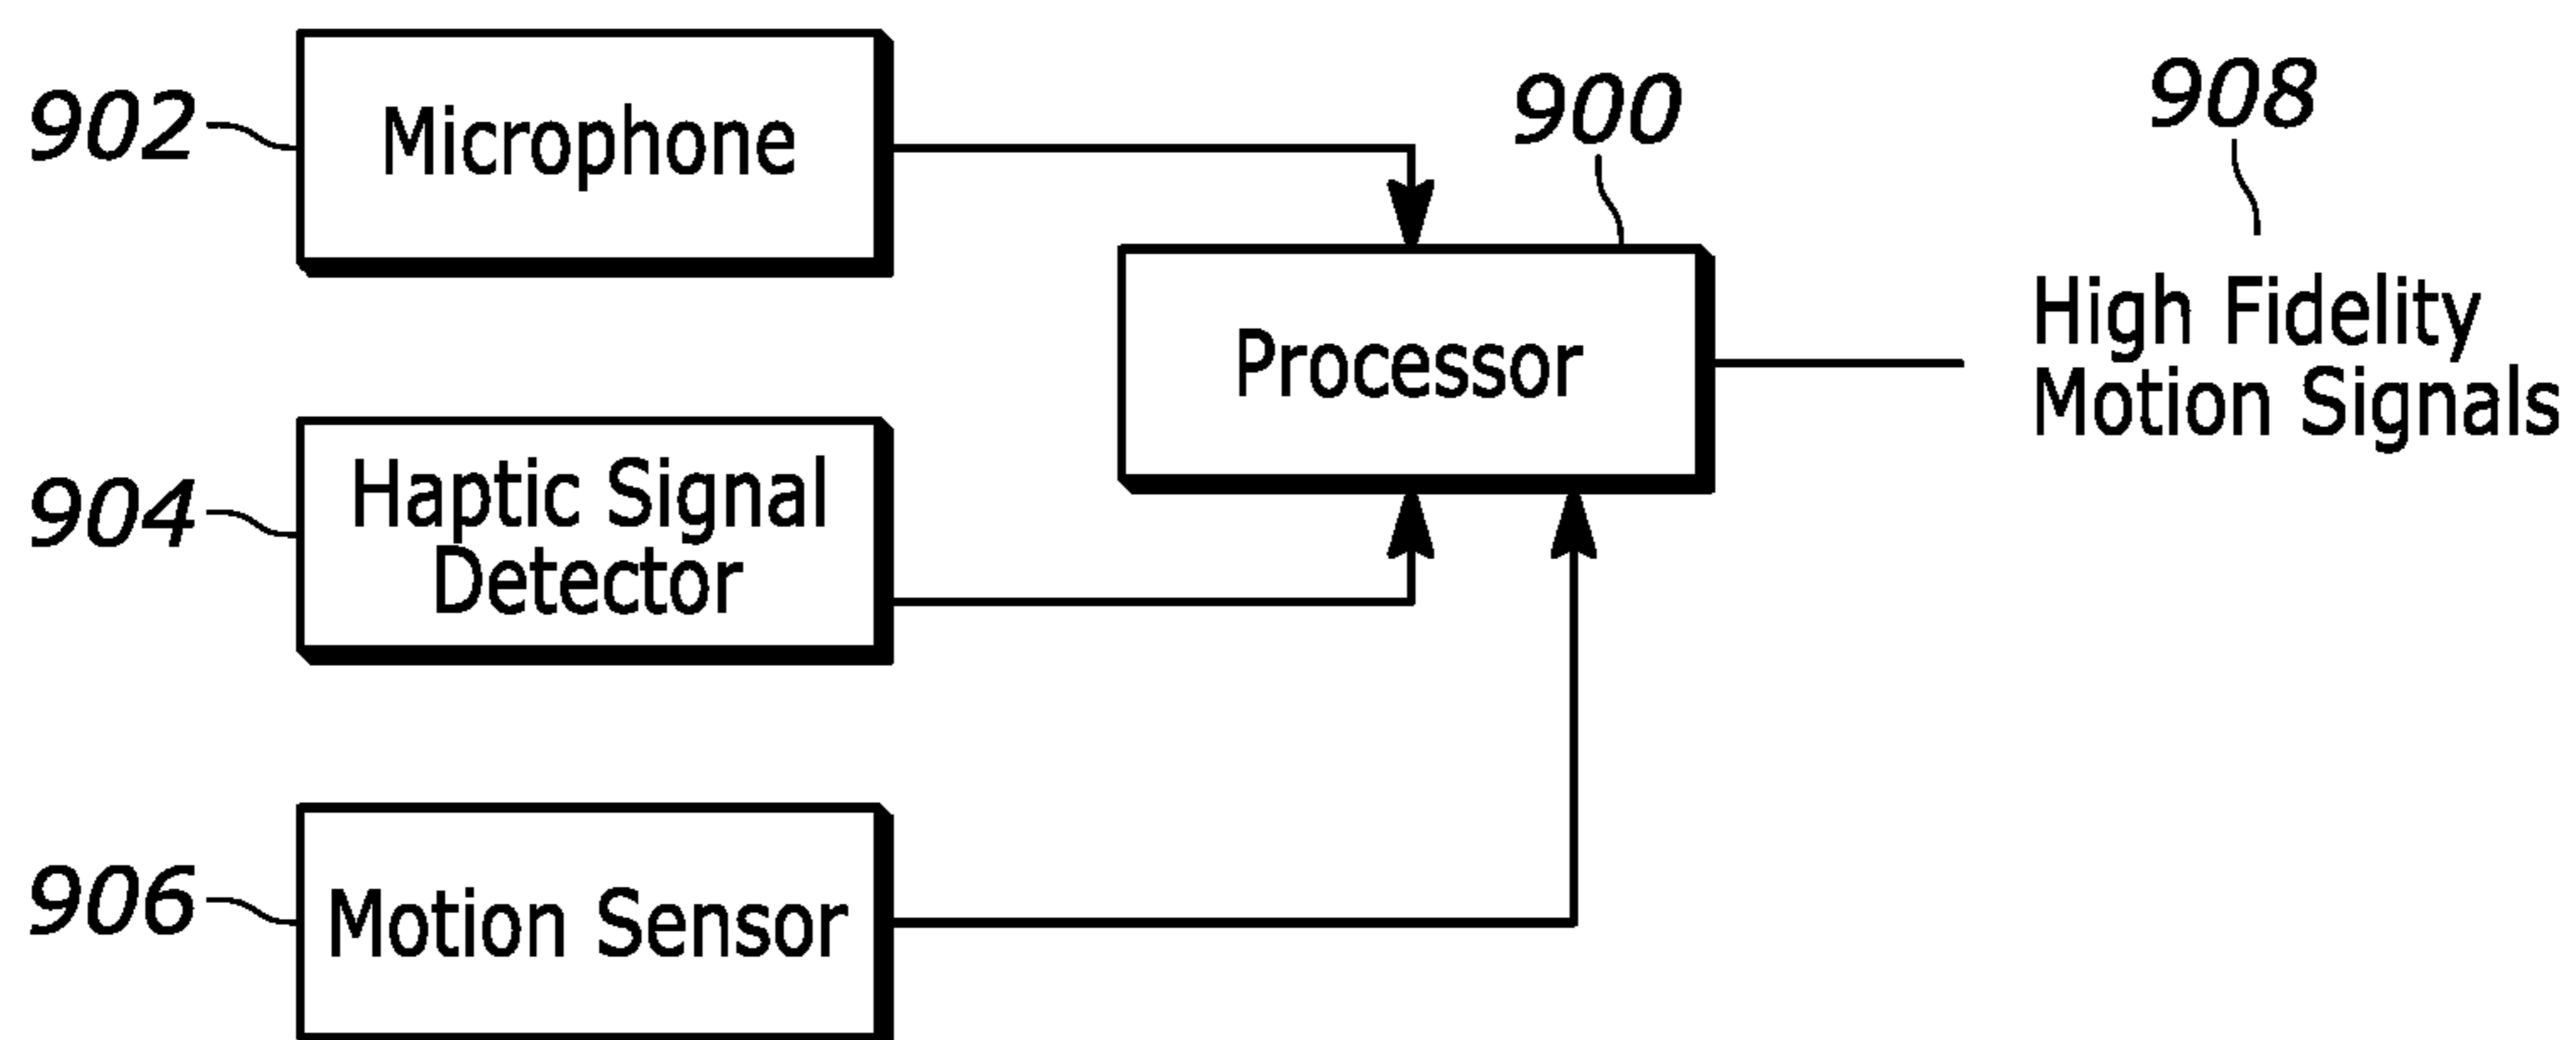 902
Microphone
900
908
Processor
High Fidelity
Motion Signals
904
Haptic Signal
Detector
906
Motion Sensor